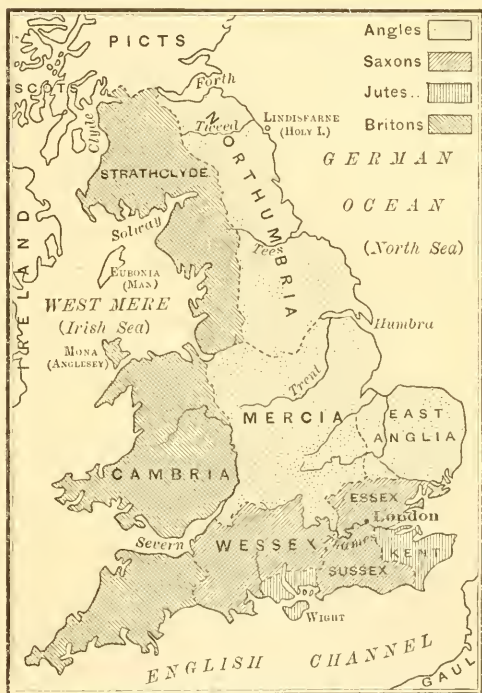 PICTS
SCOTS
Forth
Clyde
Tweed
LINDISFARNE
(HOLY I.)
Angles
Saxons
Jutes..
Britons
NORTHUMBRIA
STRATHCLYDE
GERMAN
OCEAN
(North Sea)
Solway
Tees
IRELAND
EUBONIA
(MAN)
WEST MERE
(Irish Sea)
Humbra
MONA
(ANGLESEY)
Trent
MERCIA
EAST
ANGLIA
CAMBRIA
ESSEX
London
Severn
WESSEX
Thames
KENT
SUSSEX
WIGHT
ENGLISH CHANNEL
GAUL